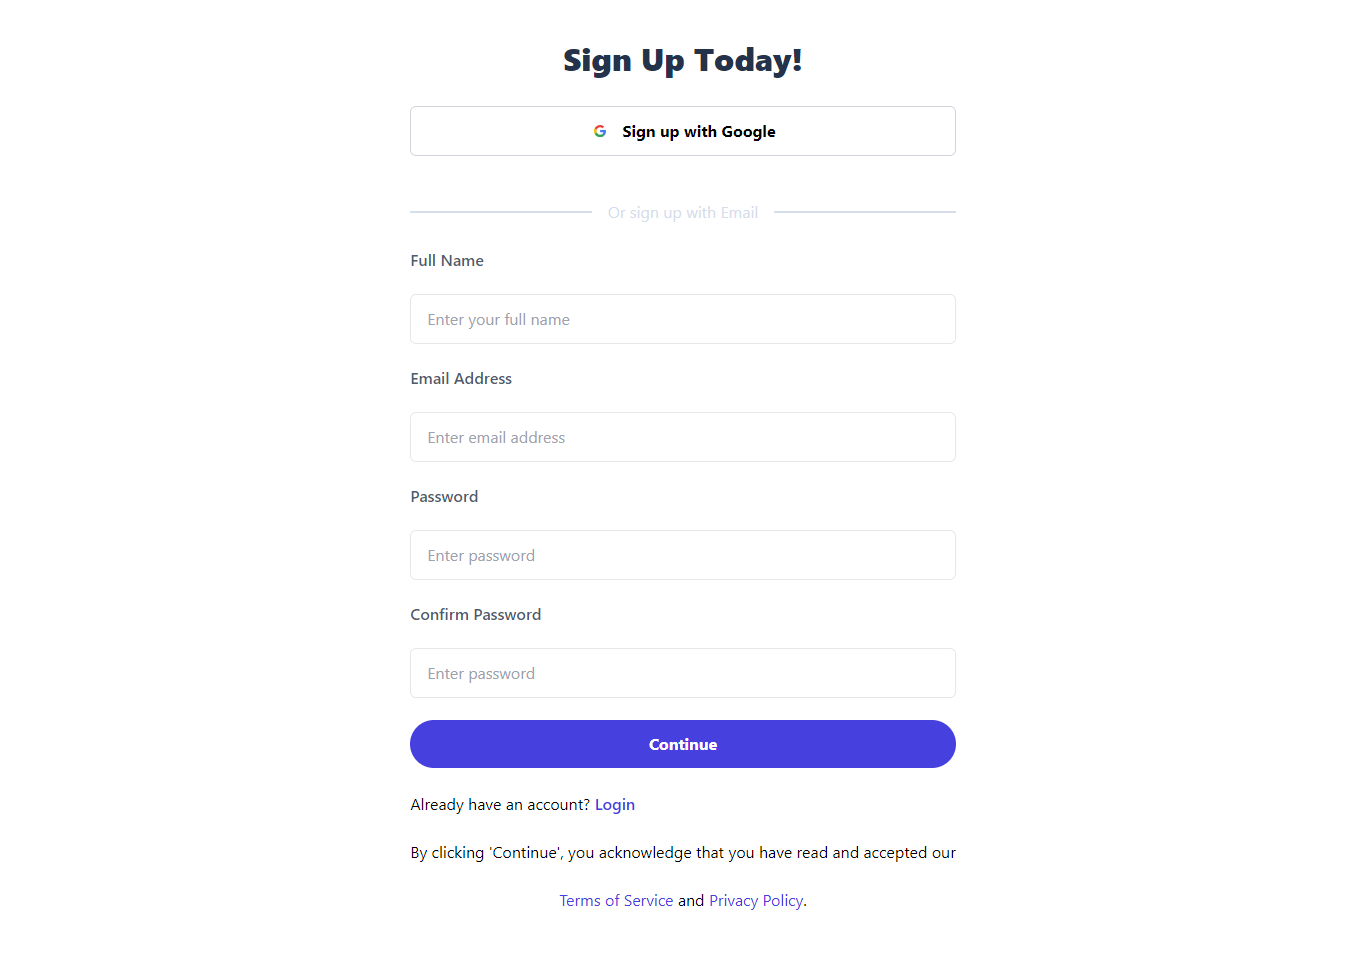 Sign Up Today!
Sign up with Google
Or sign up with Email
Full Name
Enter your full name
Email Address
Enter email address
Password
Enter password
Confirm Password
Enter password
Continue
Already have an account? Login
By clicking 'Continue', you acknowledge that you have read and accepted our
Terms of Service and Privacy Policy.